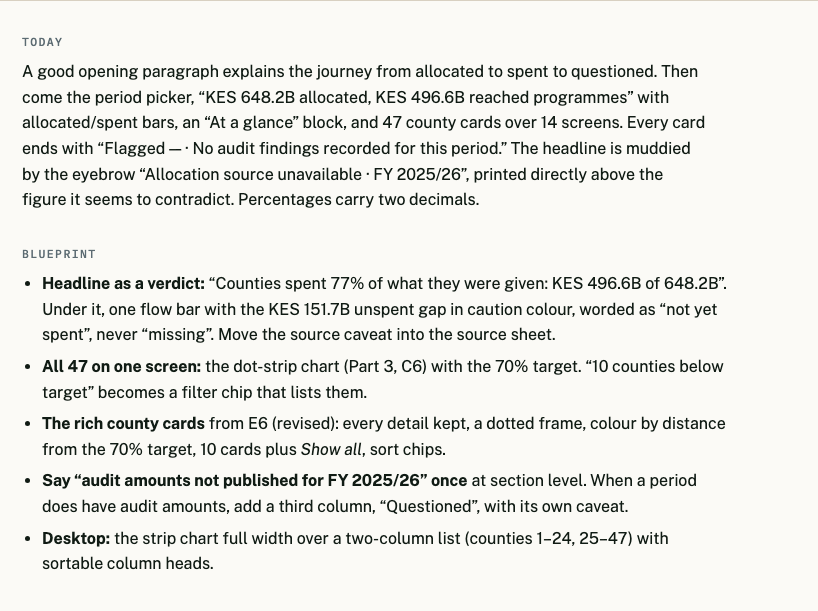 TODAY
A good opening paragraph explains the journey from allocated to spent to questioned. Then
come the period picker, “KES 648.2B allocated, KES 496.6B reached programmes” with
allocated/spent bars, an “At a glance” block, and 47 county cards over 14 screens. Every card
ends with “Flagged — · No audit findings recorded for this period.” The headline is muddied
by the eyebrow “Allocation source unavailable · FY 2025/26”, printed directly above the
figure it seems to contradict. Percentages carry two decimals.
BLUEPRINT
• Headline as a verdict: “Counties spent 77% of what they were given: KES 496.6B of 648.2B”.
Under it, one flow bar with the KES 151.7B unspent gap in caution colour, worded as “not yet
spent”, never “missing”. Move the source caveat into the source sheet.
• All 47 on one screen: the dot-strip chart (Part 3, C6) with the 70% target. “10 counties below
target” becomes a filter chip that lists them.
• The rich county cards from E6 (revised): every detail kept, a dotted frame, colour by distance
from the 70% target, 10 cards plus Show all, sort chips.
• Say “audit amounts not published for FY 2025/26” once at section level. When a period
does have audit amounts, add a third column, “Questioned”, with its own caveat.
• Desktop: the strip chart full width over a two-column list (counties 1–24, 25–47) with
sortable column heads.